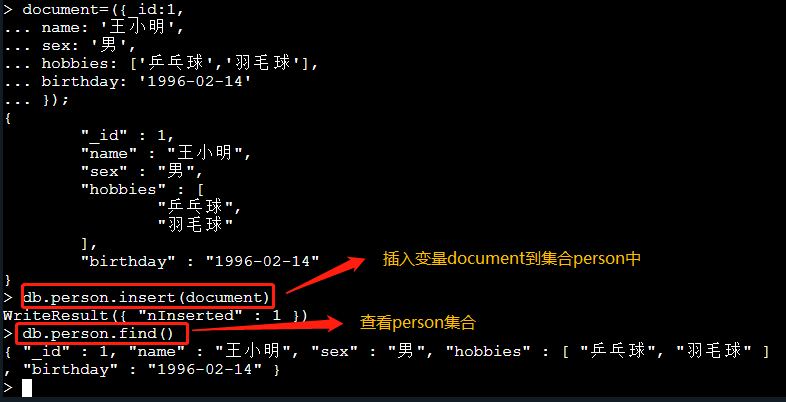 > document=({_id:1,
... name: '王小明',
... sex: '男',
... hobbies: ['乒乓球','羽毛球'],
... birthday: '1996-02-14'
... });
{
"_id" : 1,
"name" : "王小明",
"sex" : "男",
"hobbies" : [
"乒乓球",
"羽毛球"
],
"birthday" : "1996-02-14"
}
插入变量document到集合person中
> db.person.insert(document)
WriteResult({ "nInserted" : 1 })
> db.person.find()
查看person集合
{ "_id" : 1, "name" : "王小明", "sex" : "男", "hobbies" : [ "乒乓球", "羽毛球" ]
, "birthday" : "1996-02-14" }
>